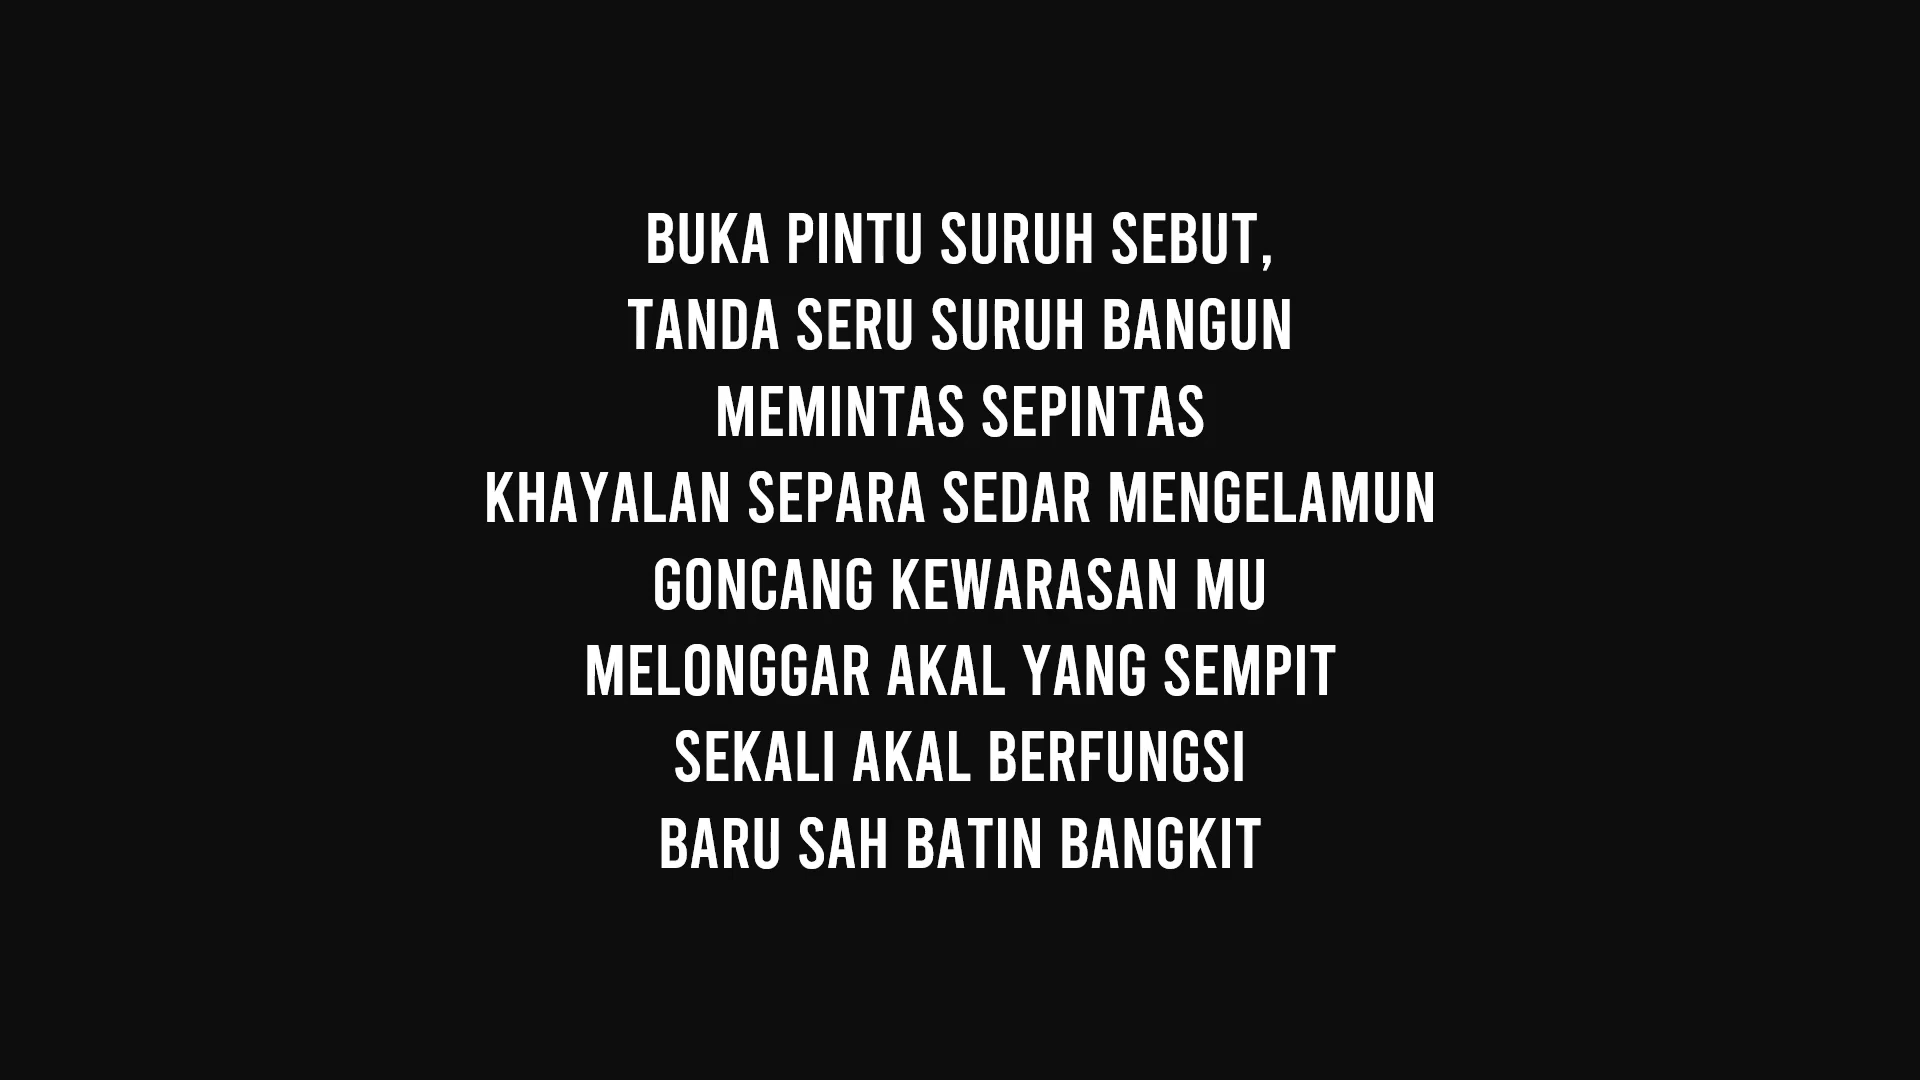 BUKA PINTU SURUH SEBUT,
TANDA SERU SURUH BANGUN
MEMINTAS SEPINTAS
KHAYALAN SEPARA SEDAR MENGELAMUN
GONCANG KEWARASAN MU
MELONGGAR AKAL YANG SEMPIT
SEKALI AKAL BERFUNGSI
BARU SAH BATIN BANGKIT